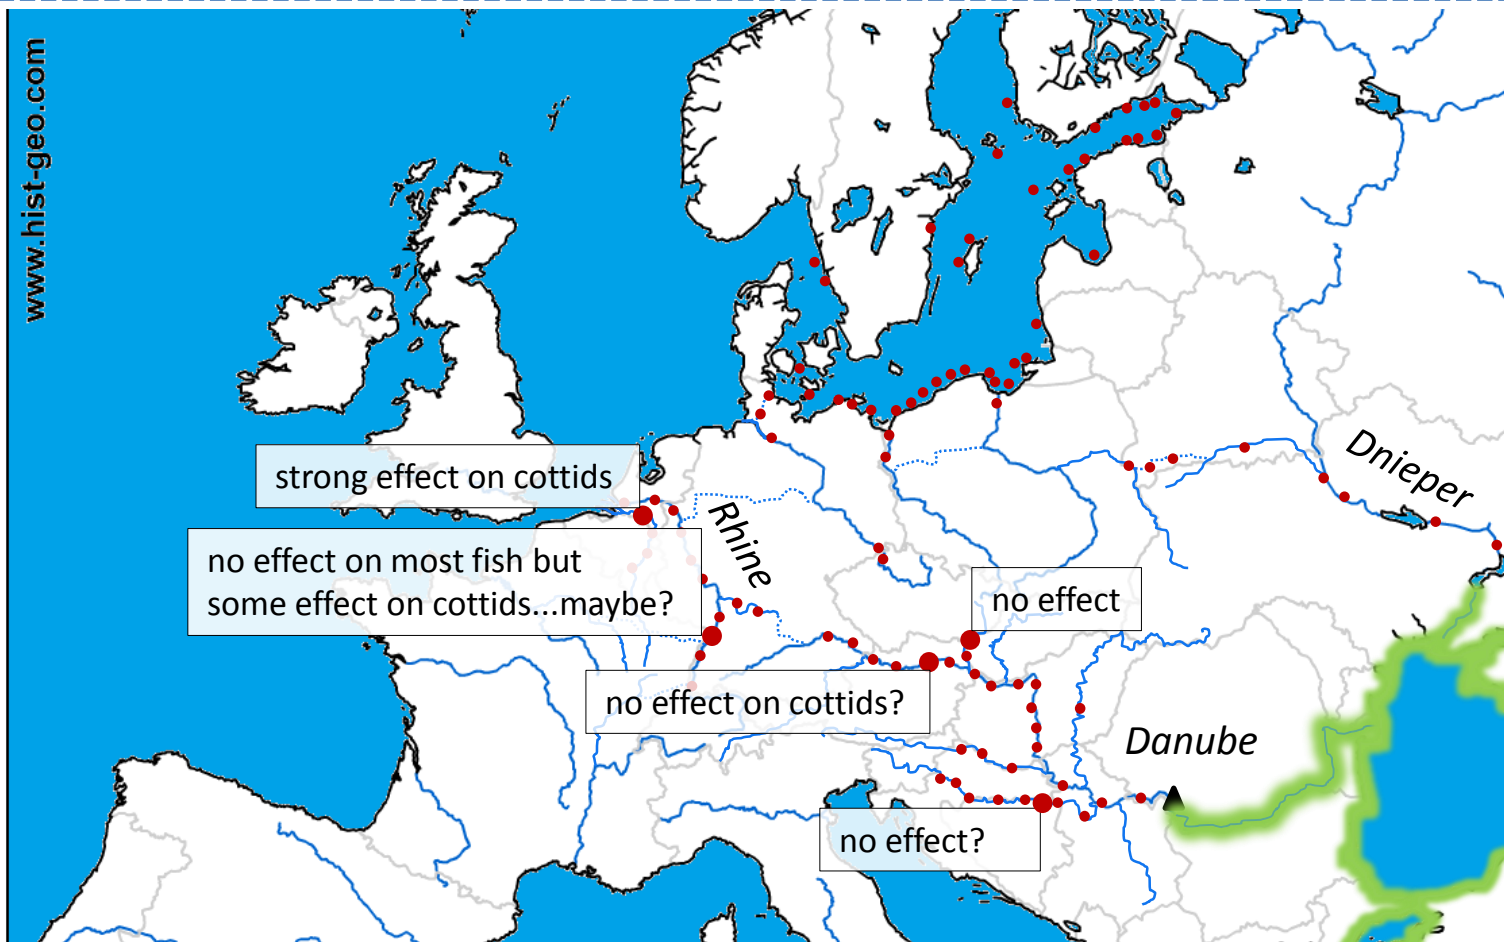 www.hist-geo.com
strong effect on cottids
no effect on most fish but
some effect on cottids...maybe?
Rhine
Dnieper
no effect
no effect on cottids?
Danube
no effect?